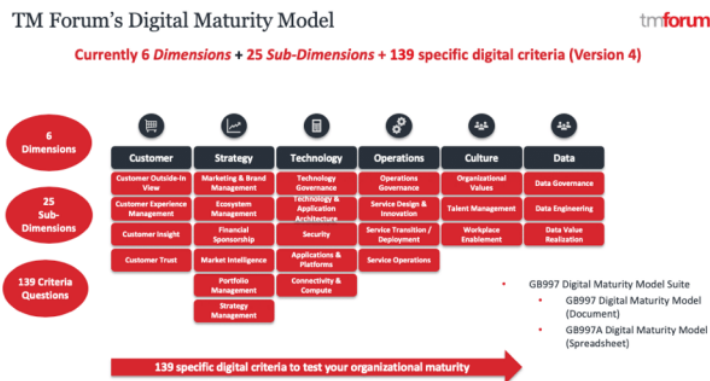 TM Forum's Digital Maturity Model
tmforum
Currently 6 Dimensions + 25 Sub-Dimensions + 139 specific digital criteria (Version 4)
6
Dimensions
25
Sub-
Dimensions
139 Criteria
Questions
Customer
Customer Outside-In
View
Customer Experience
Management
Customer Insight
Customer Trust
Strategy
Marketing & Brand
Management
Ecosystem
Management
Financial
Sponsorship
Market Intelligence
Portfolio
Management
Strategy
Management
Technology
Technology
Governance
Technology &
Application
Architecture
Security
Applications &
Platforms
Connectivity &
Compute
Operations
Operations
Governance
Service Design &
Innovation
Service Transition /
Deployment
Service Operations
Culture
Organizational
Values
Talent Management
Workplace
Enablement
Data
Data Governance
Data Engineering
Data Value
Realization
• GB997 Digital Maturity Model Suite
• GB997 Digital Maturity Model
(Document)
• GB997A Digital Maturity Model
(Spreadsheet)
139 specific digital criteria to test your organizational maturity